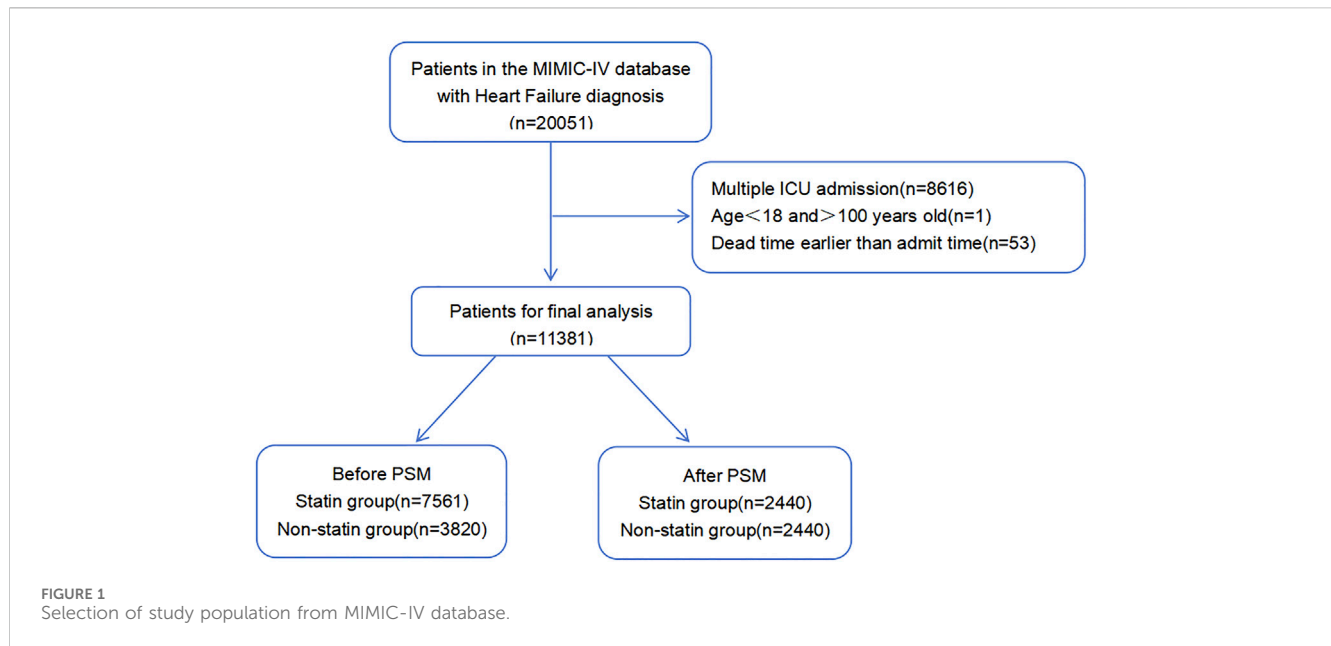 Patients in the MIMIC-IV database
with Heart Failure diagnosis
(n=20051)
Multiple ICU admission(n=8616)
Age＜18 and＞100 years old(n=1)
Dead time earlier than admit time(n=53)
Patients for final analysis
(n=11381)
Before PSM
Statin group(n=7561)
Non-statin group(n=3820)
After PSM
Statin group(n=2440)
Non-statin group(n=2440)
FIGURE 1
Selection of study population from MIMIC-IV database.